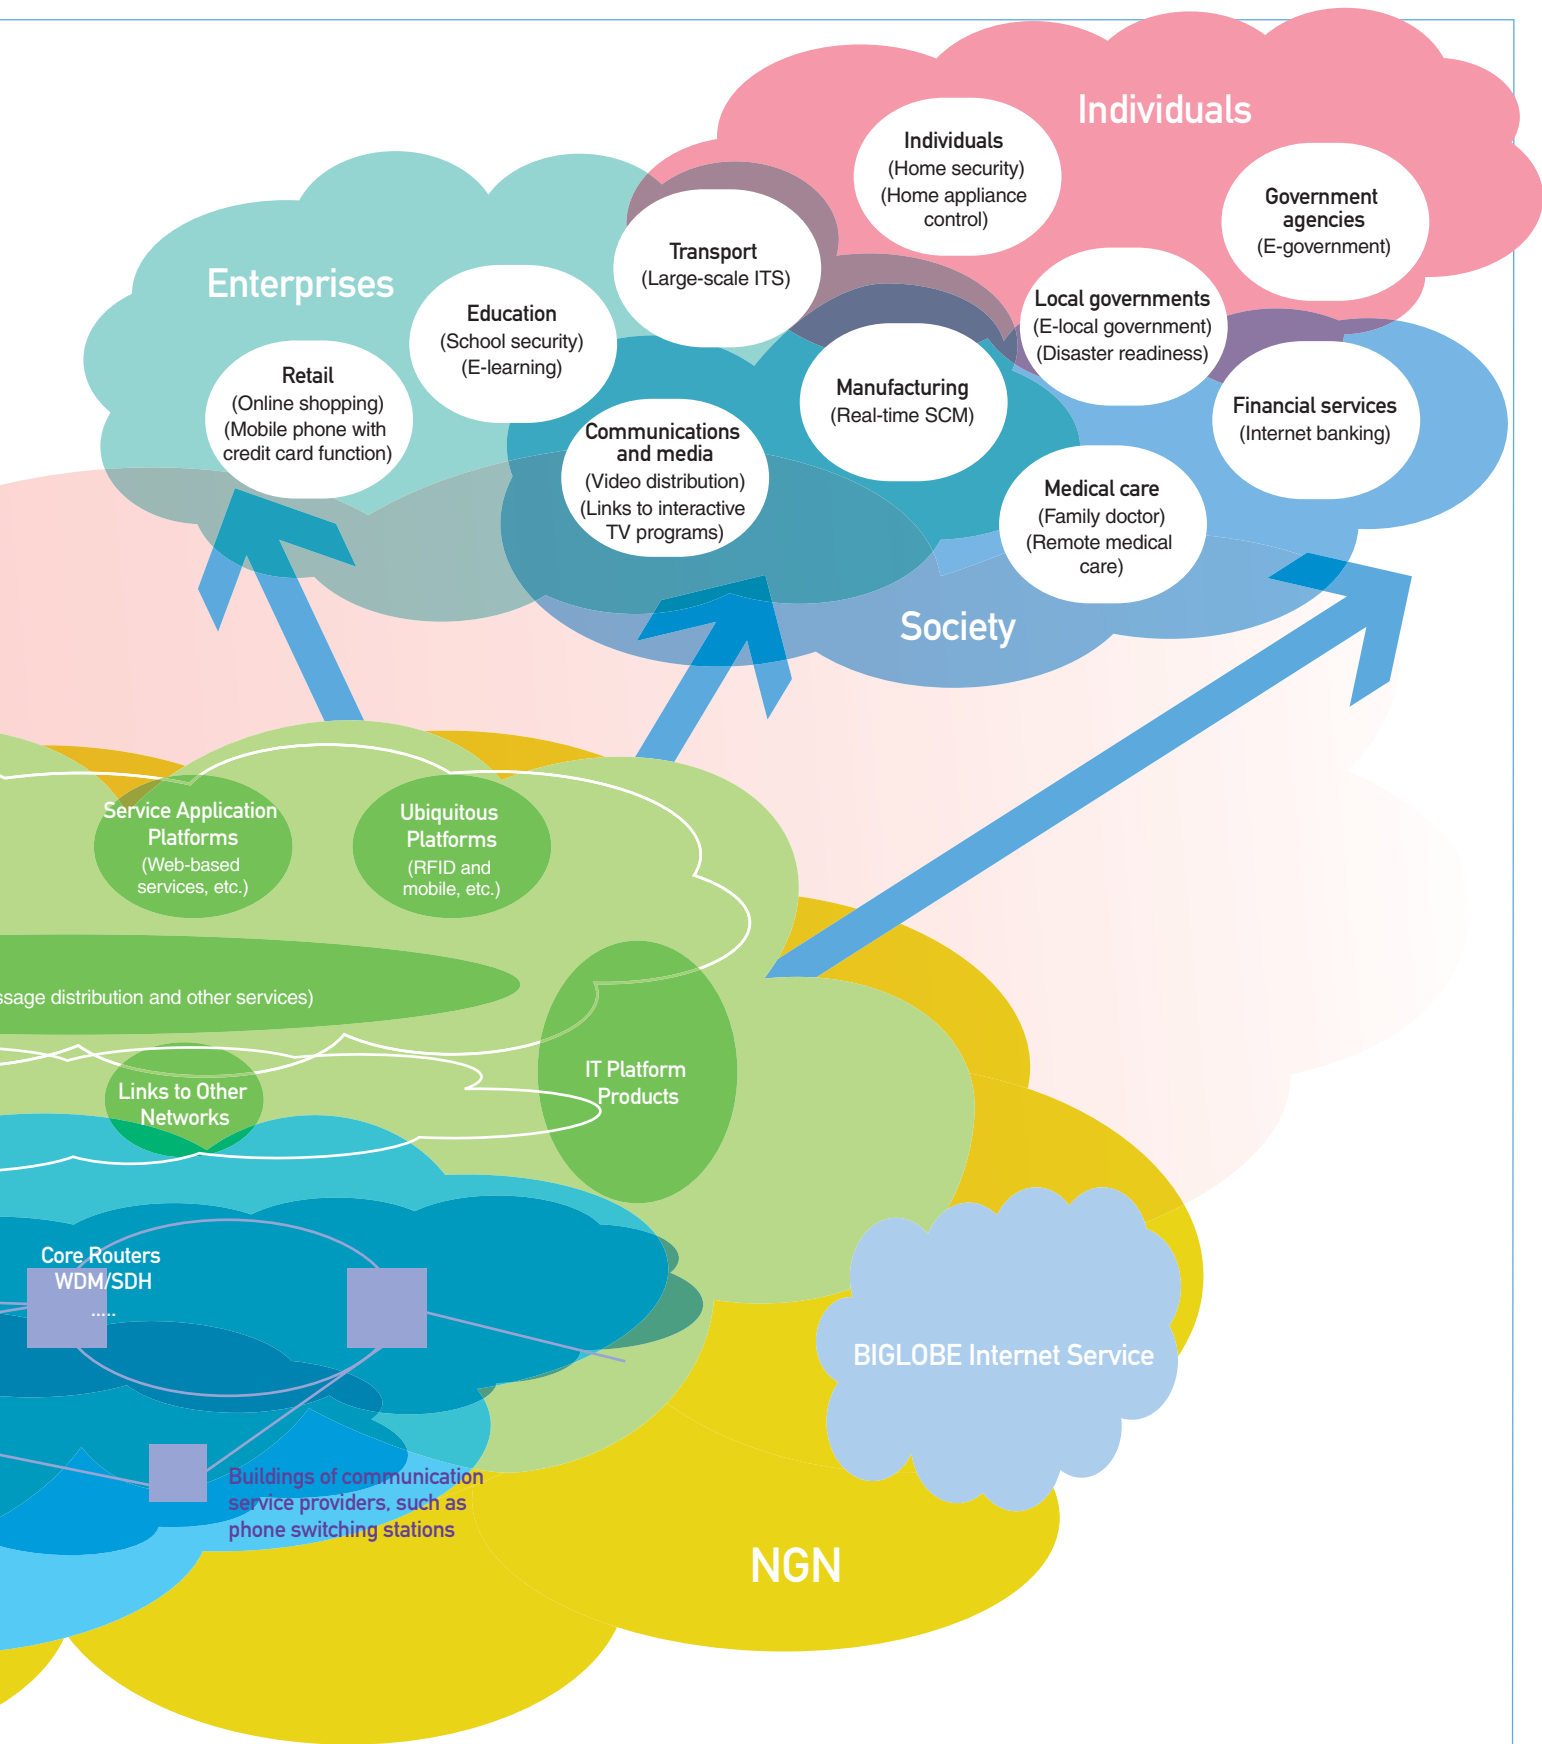 Individuals
Individuals
(Home security)
(Home appliance
control)
Government
agencies
(E-government)
Transport
(Large-scale ITS)
Enterprises
Education
(School security)
(E-learning)
Local governments
(E-local government)
(Disaster readiness)
Retail
(Online shopping)
(Mobile phone with
credit card function)
Manufacturing
(Real-time SCM)
Financial services
(Internet banking)
Communications
and media
(Video distribution)
(Links to interactive
TV programs)
Medical care
(Family doctor)
(Remote medical
care)
Society
Service Application
Platforms
(Web-based
services, etc.)
Ubiquitous
Platforms
(RFID and
mobile, etc.)
ssage distribution and other services)
IT Platform
Products
Links to Other
Networks
Core Routers
WDM/SDH
.....
BIGLOBE Internet Service
Buildings of communication
service providers, such as
phone switching stations
NGN